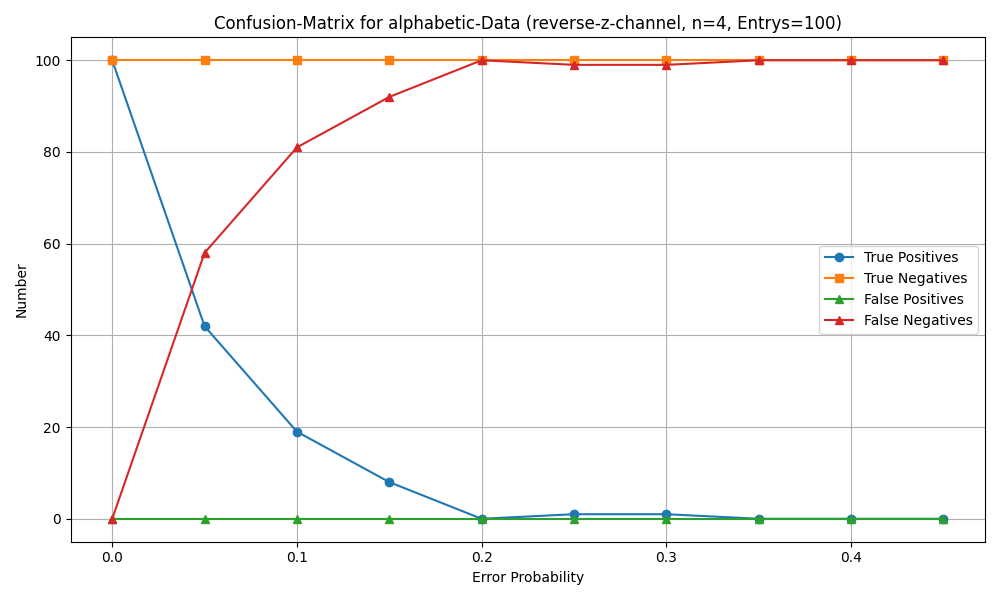 Confusion-Matrix for alphabetic-Data (reverse-z-channel, n=4, Entrys=100)
Number
100
80
60
40
20
0
True Positives
True Negatives
False Positives
False Negatives
0.0 0.1 0.2 0.3 0.4
Error Probability